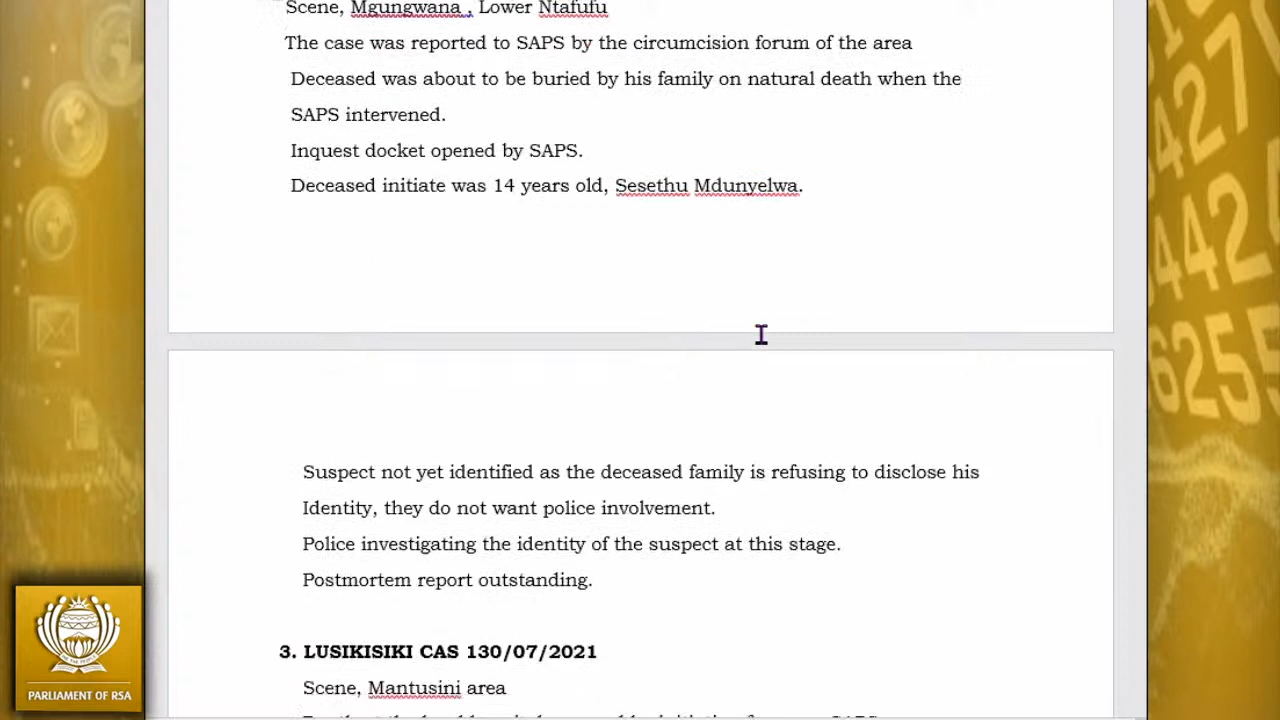 Scene, Mgungwana , Lower Ntafufu
The case was reported to SAPS by the circumcision forum of the area
Deceased was about to be buried by his family on natural death when the
SAPS intervened.
Inquest docket opened by SAPS.
Deceased initiate was 14 years old, Sesethu Mdunyelwa.
Suspect not yet identified as the deceased family is refusing to disclose his
Identity, they do not want police involvement.
Police investigating the identity of the suspect at this stage.
Postmortem report outstanding.
3. LUSIKISIKI CAS 130/07/2021
Scene, Mantusini area
PARLIAMENT OF RSA
427
442
6255